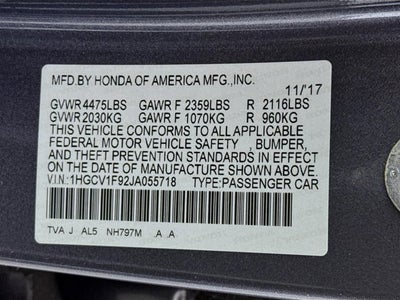 MFD.BY HONDA OF AMERICA MFG.,INC.
11/'17
GVWR 4475LBS GAWR F 2359LBS R 2116LBS
GVWR 2030KG GAWR F 1070KG R 960KG
THIS VEHICLE CONFORMS TO ALL APPLICABLE
FEDERAL MOTOR VEHICLE SAFETY , BUMPER,
AND THEFT PREVENTION STANDARDS IN EFFECT
ON THE DATE OF MANUFACTURE SHOWN ABOVE.
V.I.N: 1HGCV1F92JA055718 TYPE:PASSENGER CAR
TVA J AL5 NH797M A A